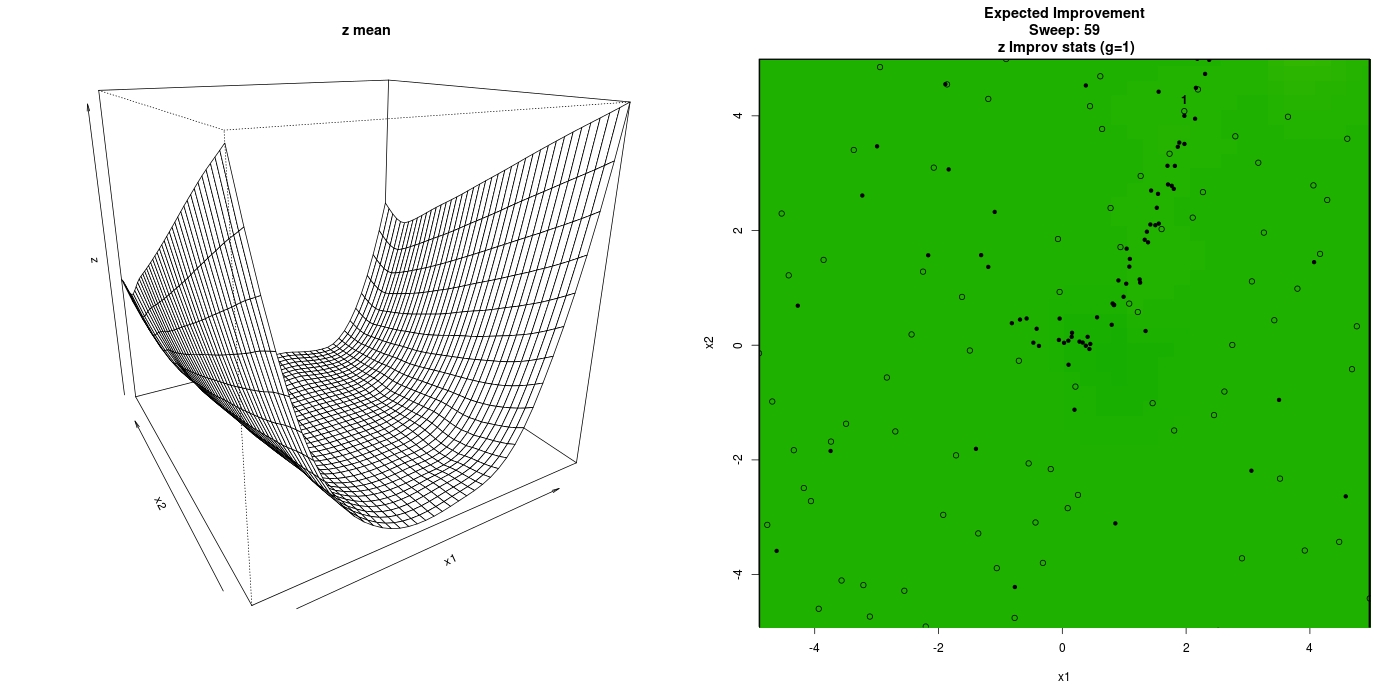 z mean
z
x2
x1
Expected Improvement
Sweep: 59
z Improv stats (g=1)
1
4
2
0
-2
-4
x2
-4
-2
0
2
4
x1